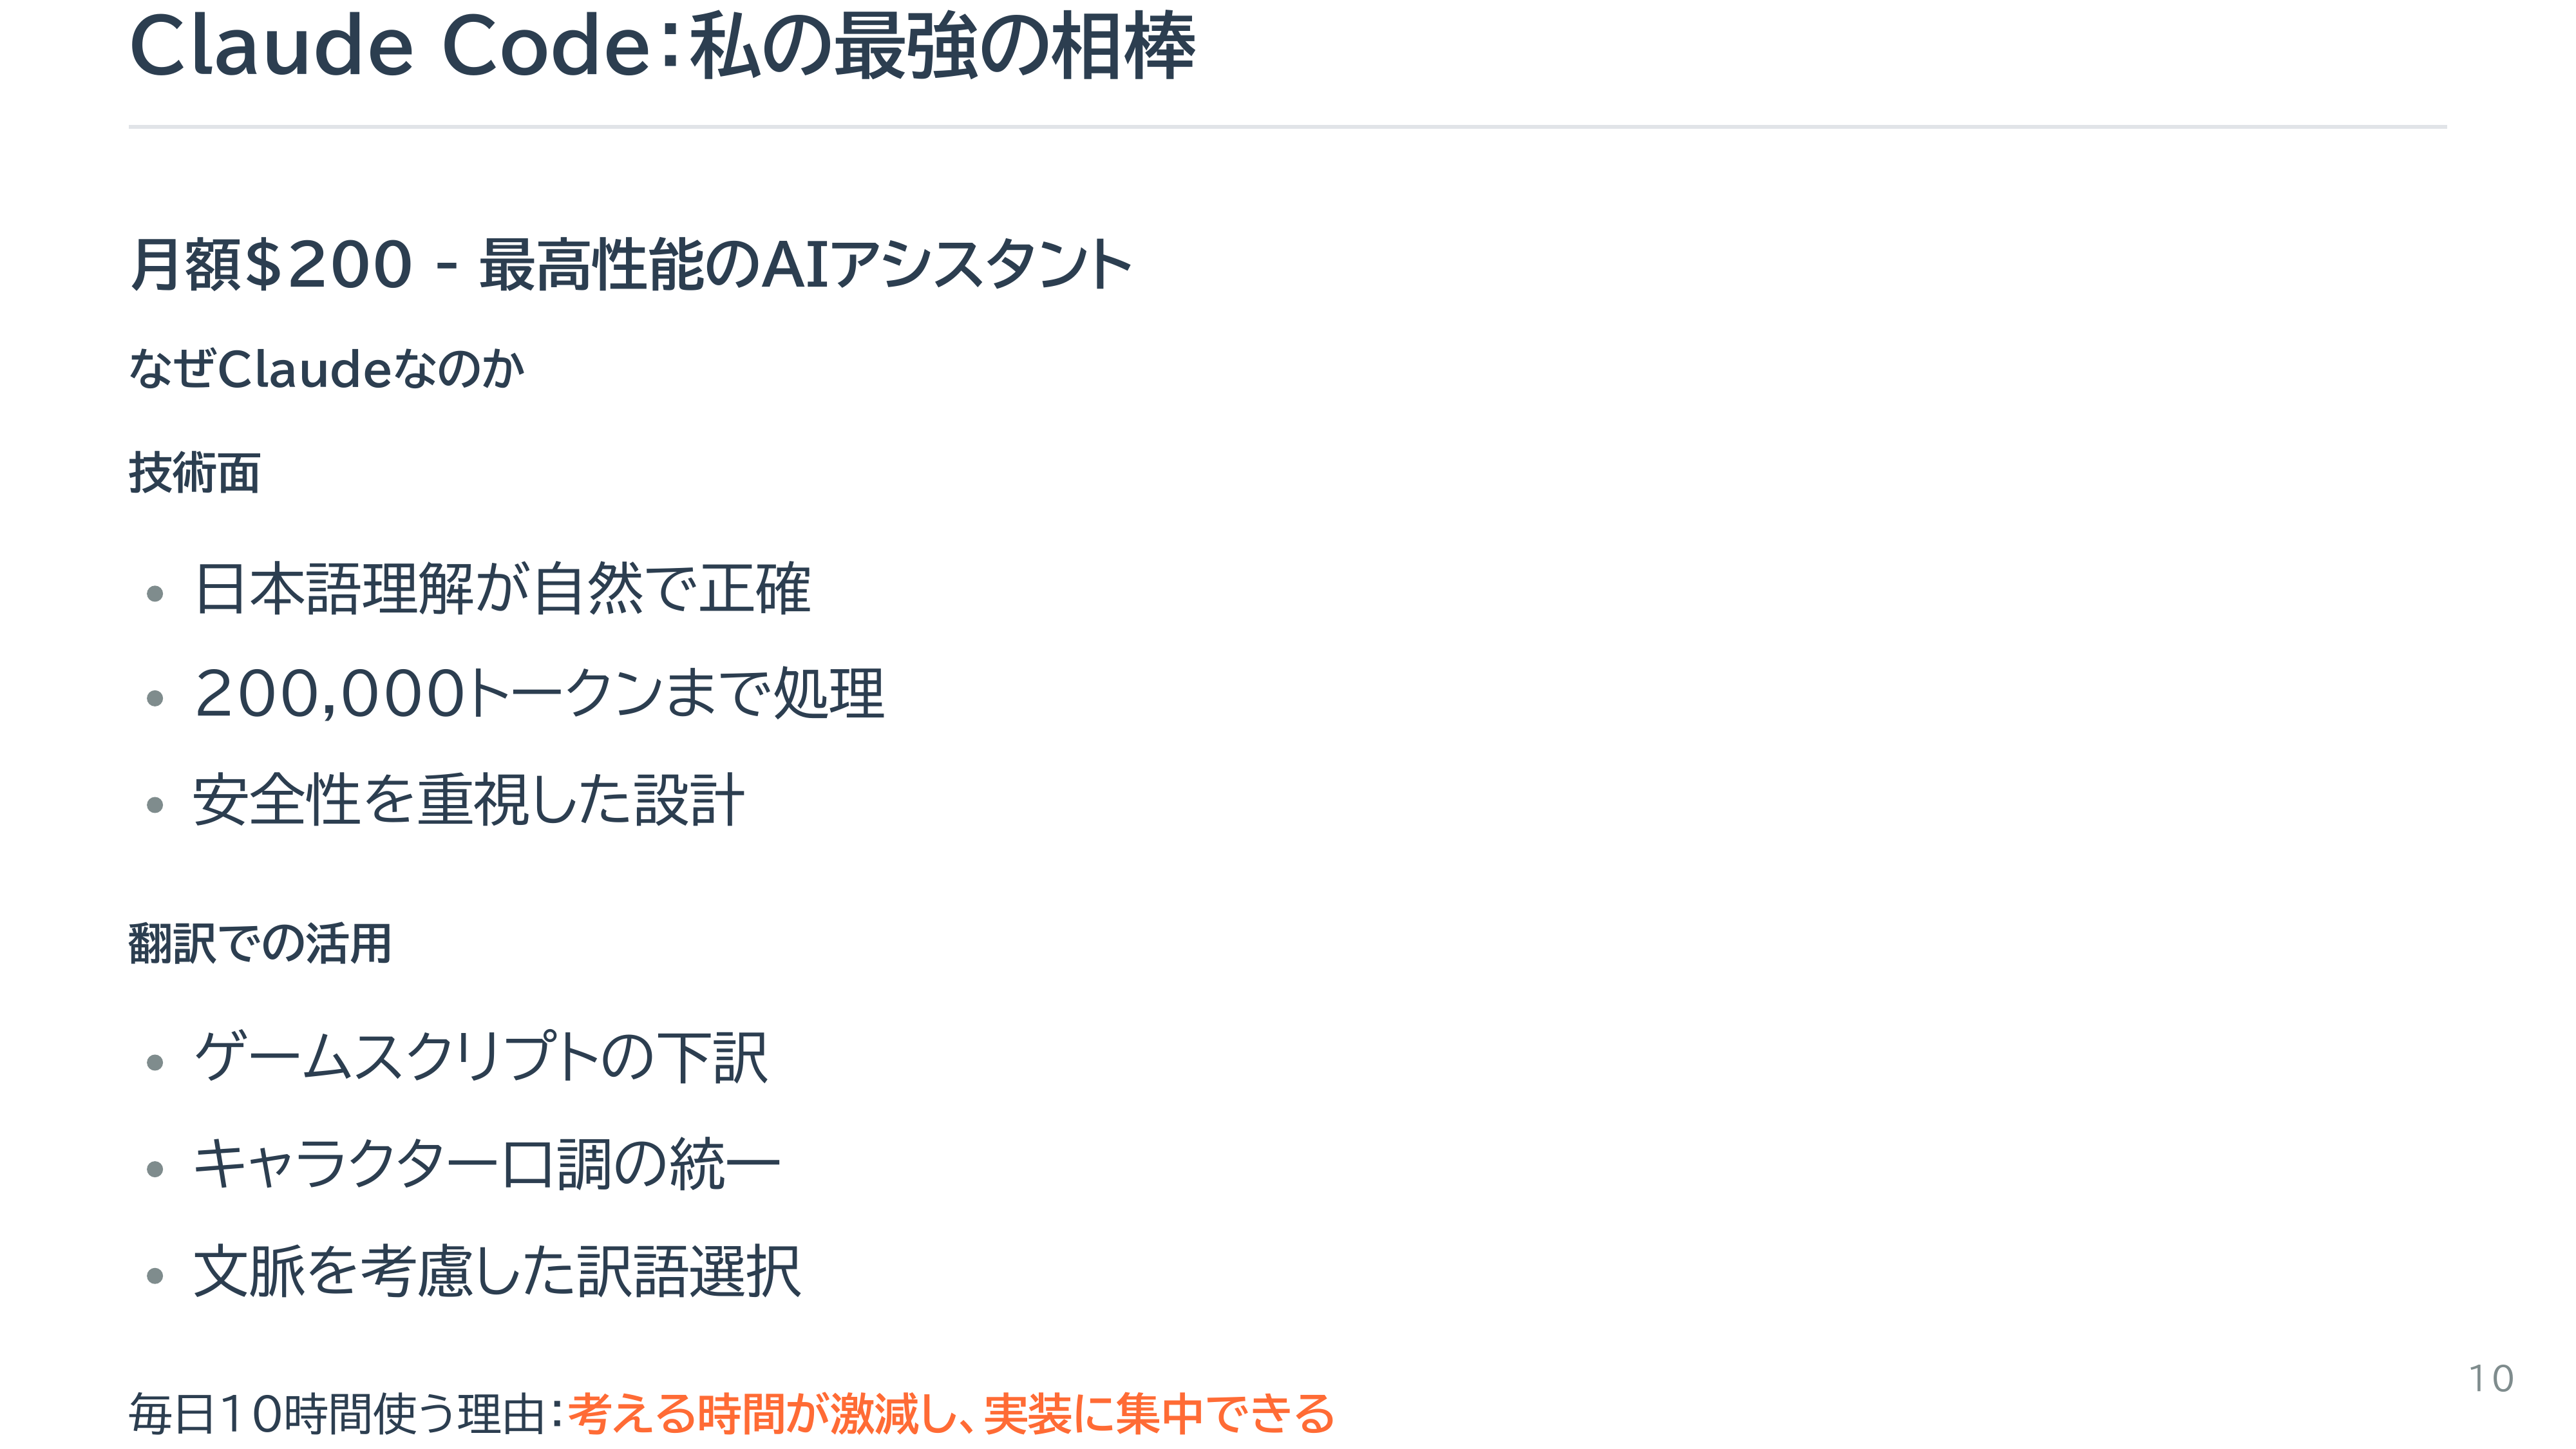 Claude Code：私の最強の相棒
月額$200 - 最高性能のAIアシスタント
なぜClaudeなのか
技術面
• 日本語理解が自然で正確
• 200,000トークンまで処理
• 安全性を重視した設計
翻訳での活用
• ゲームスクリプトの下訳
• キャラクター口調の統一
• 文脈を考慮した訳語選択
毎日10時間使う理由：考える時間が激減し、実装に集中できる
10